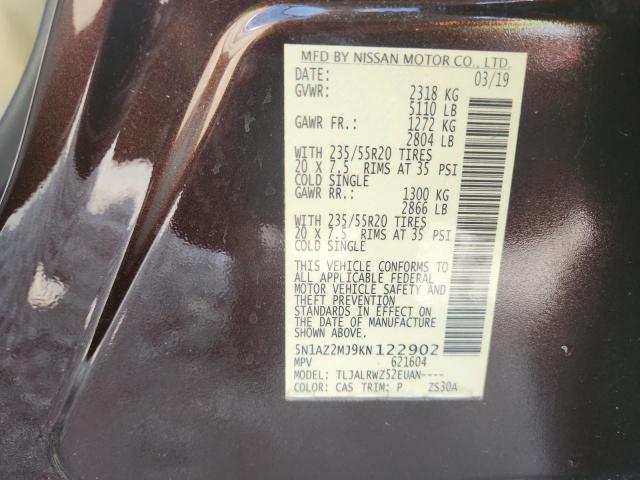 MFD BY NISSAN MOTOR CO., LTD.
DATE: 03/19
GVWR: 2318 KG
5110 LB
GAWR FR.: 1272 KG
2804 LB
WITH 235/55R20 TIRES
20 X 7.5 RIMS AT 35 PSI
COLD SINGLE
GAWR RR.: 1300 KG
2866 LB
WITH 235/55R20 TIRES
20 X 7.5 RIMS AT 35 PSI
COLD SINGLE
THIS VEHICLE CONFORMS TO
ALL APPLICABLE FEDERAL
MOTOR VEHICLE SAFETY AND
THEFT PREVENTION
STANDARDS IN EFFECT ON
THE DATE OF MANUFACTURE
SHOWN ABOVE.
5N1AZ2MJ9KN122902
MPV 621604
MODEL: TLJALRWZ52EUAN----
COLOR: CAS TRIM: P ZS30A